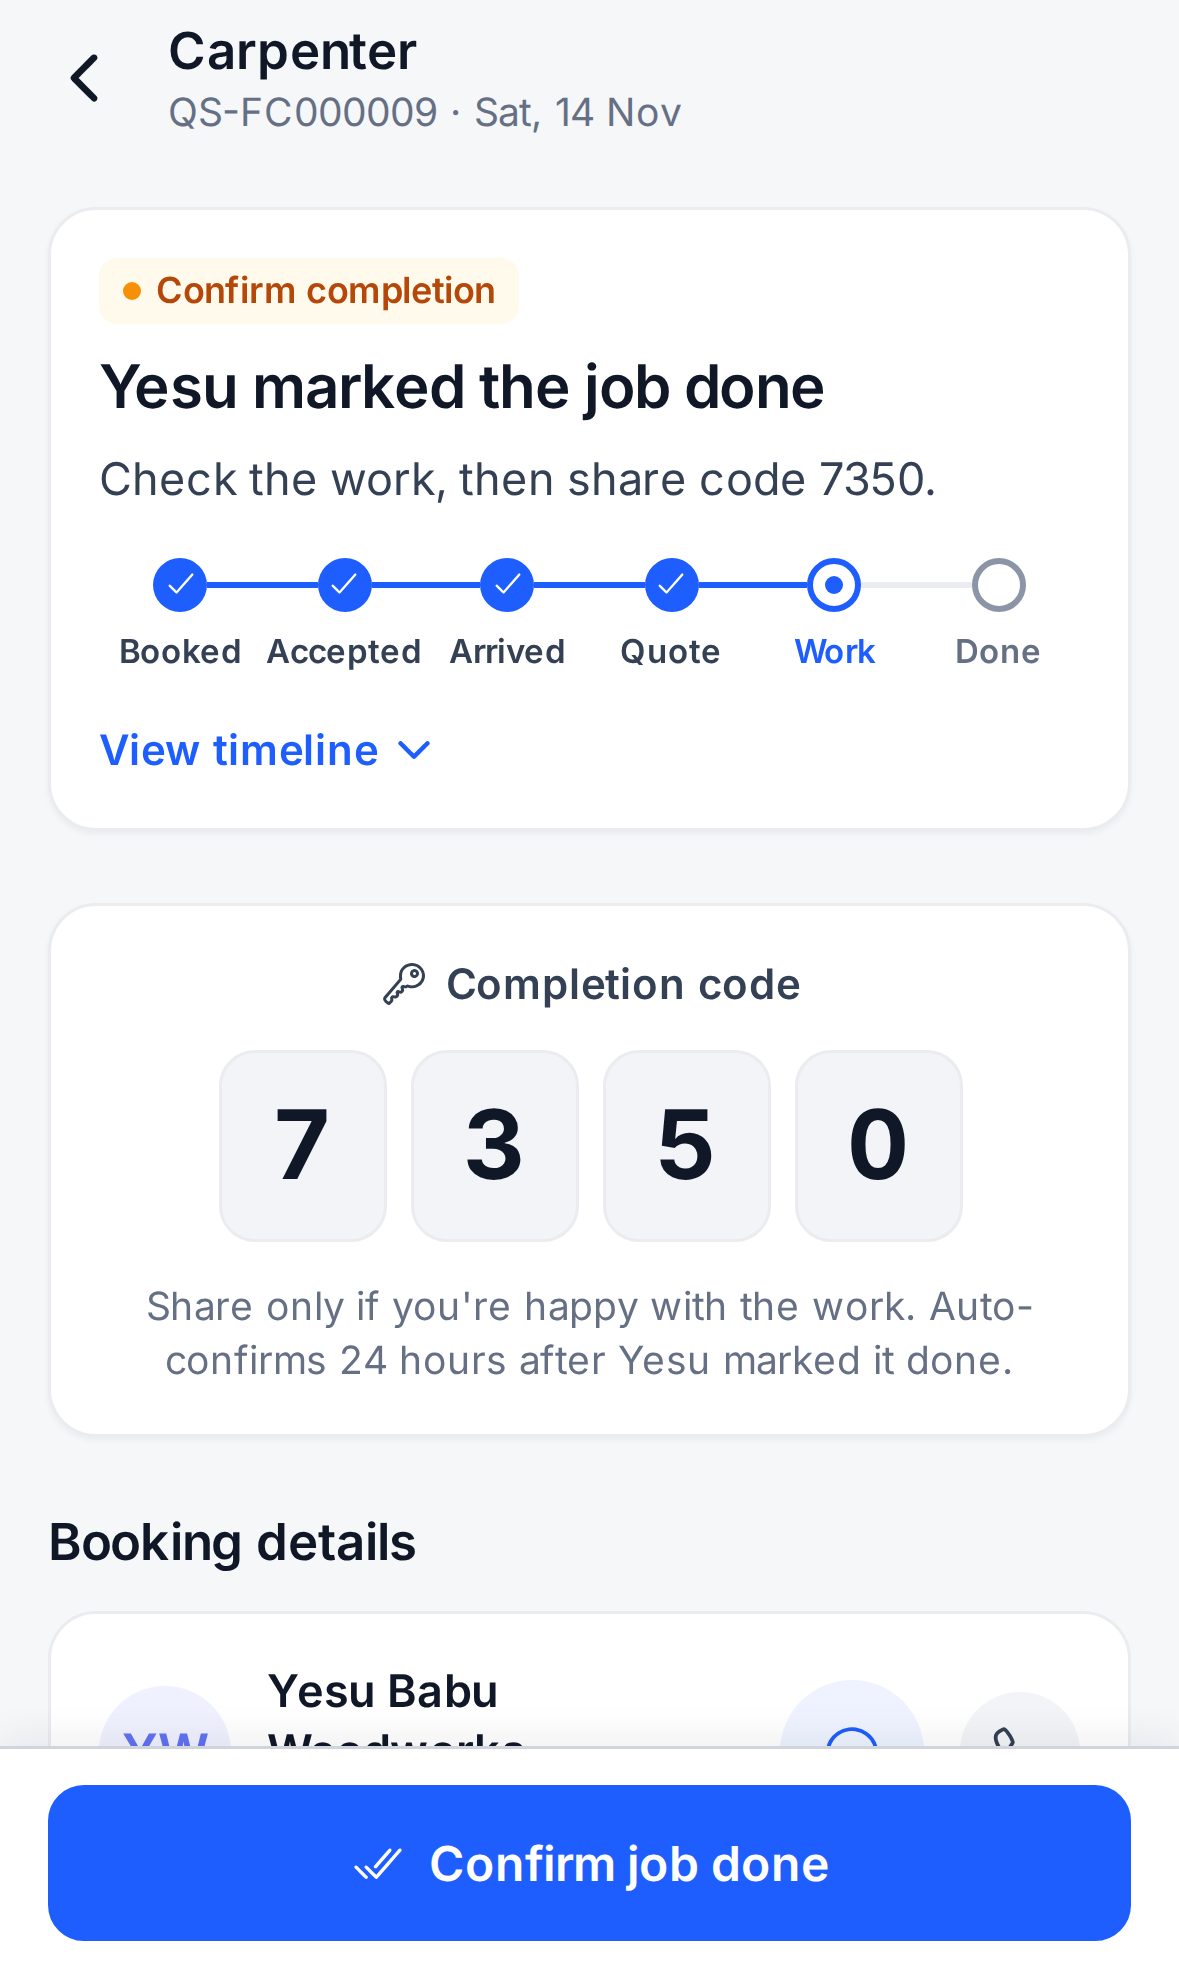 Carpenter
QS-FC000009 · Sat, 14 Nov
Confirm completion
Yesu marked the job done
Check the work, then share code 7350.
Booked Accepted Arrived Quote Work Done
View timeline
Completion code
7 3 5 0
Share only if you're happy with the work. Auto-
confirms 24 hours after Yesu marked it done.
Booking details
Yesu Babu
Woodworks
YW
Confirm job done